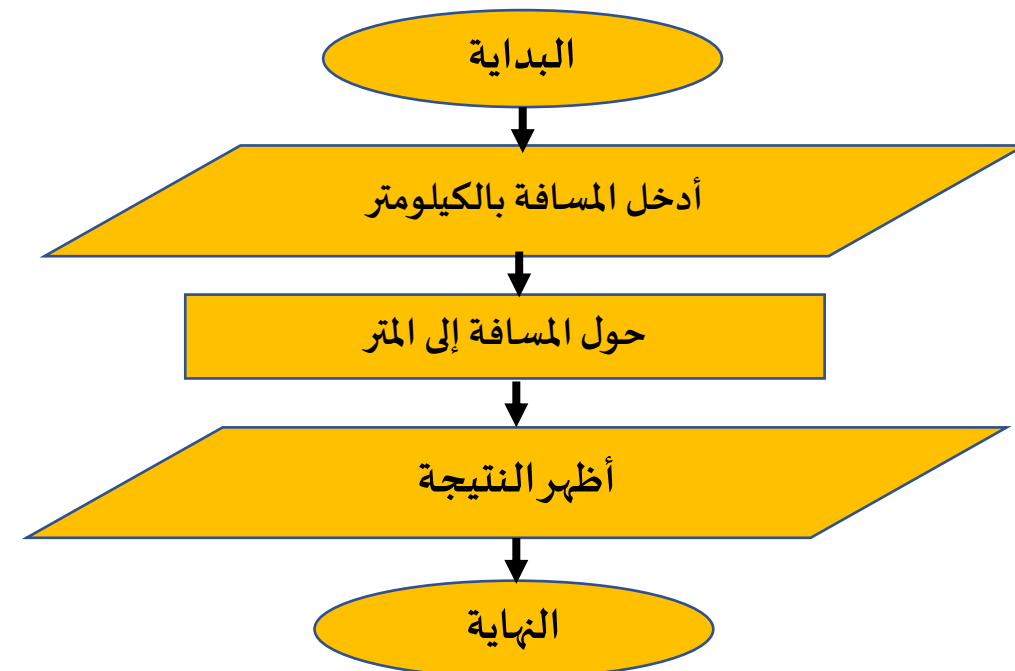 البداية
أدخل المسافة بالكيلومتر
حول المسافة إلى المتر
أظهر النتيجة
النهاية